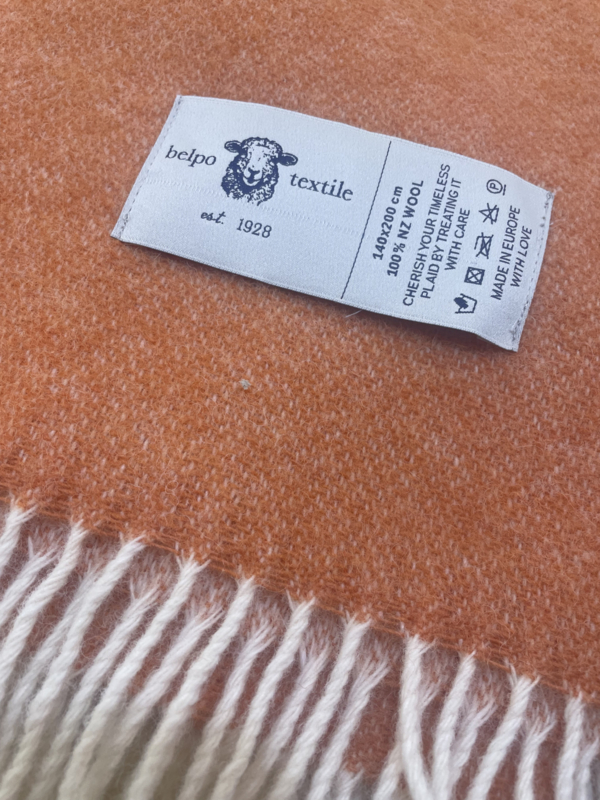 belpo textile
est. 1928
140x200 cm
100% NZ WOOL
CHERISH YOUR TIMELESS
PLAID BY TREATING IT
WITH CARE
P
MADE IN EUROPE
WITH LOVE